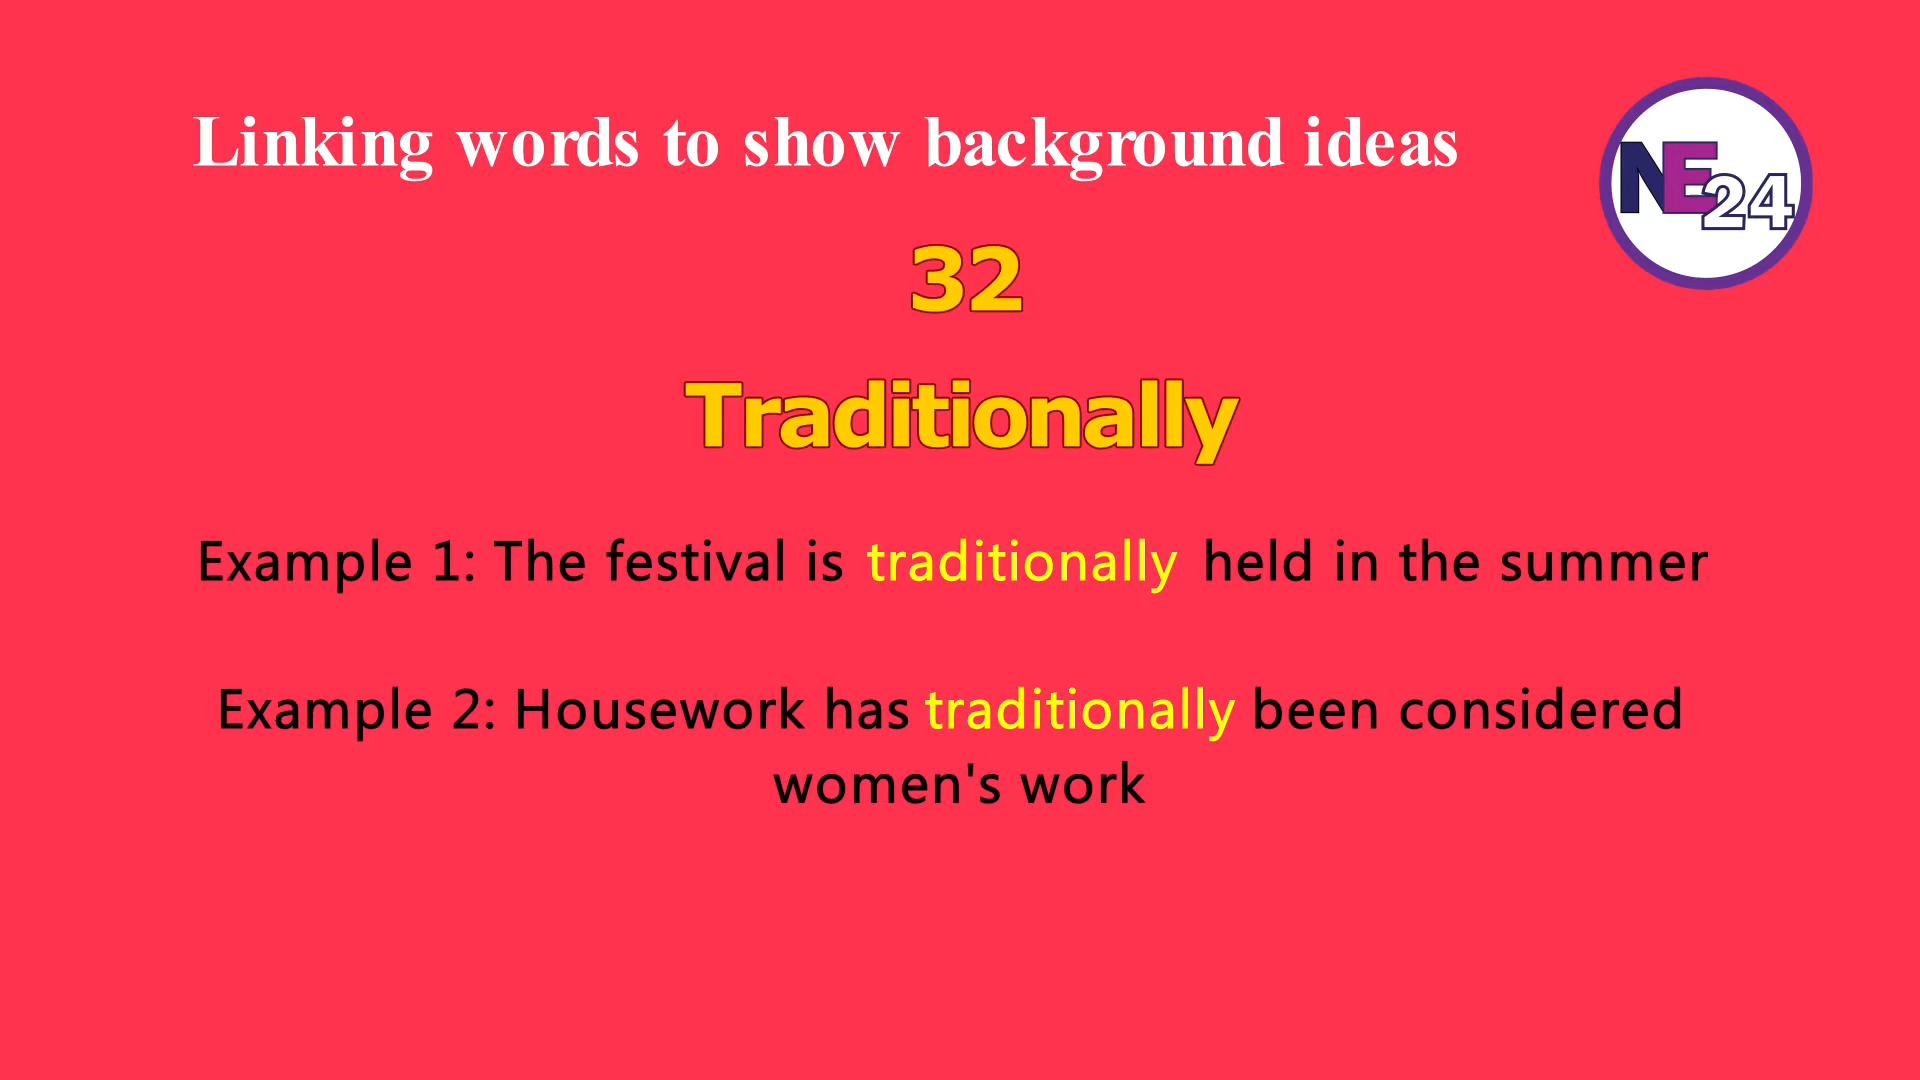 Linking words to show background ideas
NE24
32
Traditionally
Example 1: The festival is traditionally held in the summer
Example 2: Housework has traditionally been considered
women's work